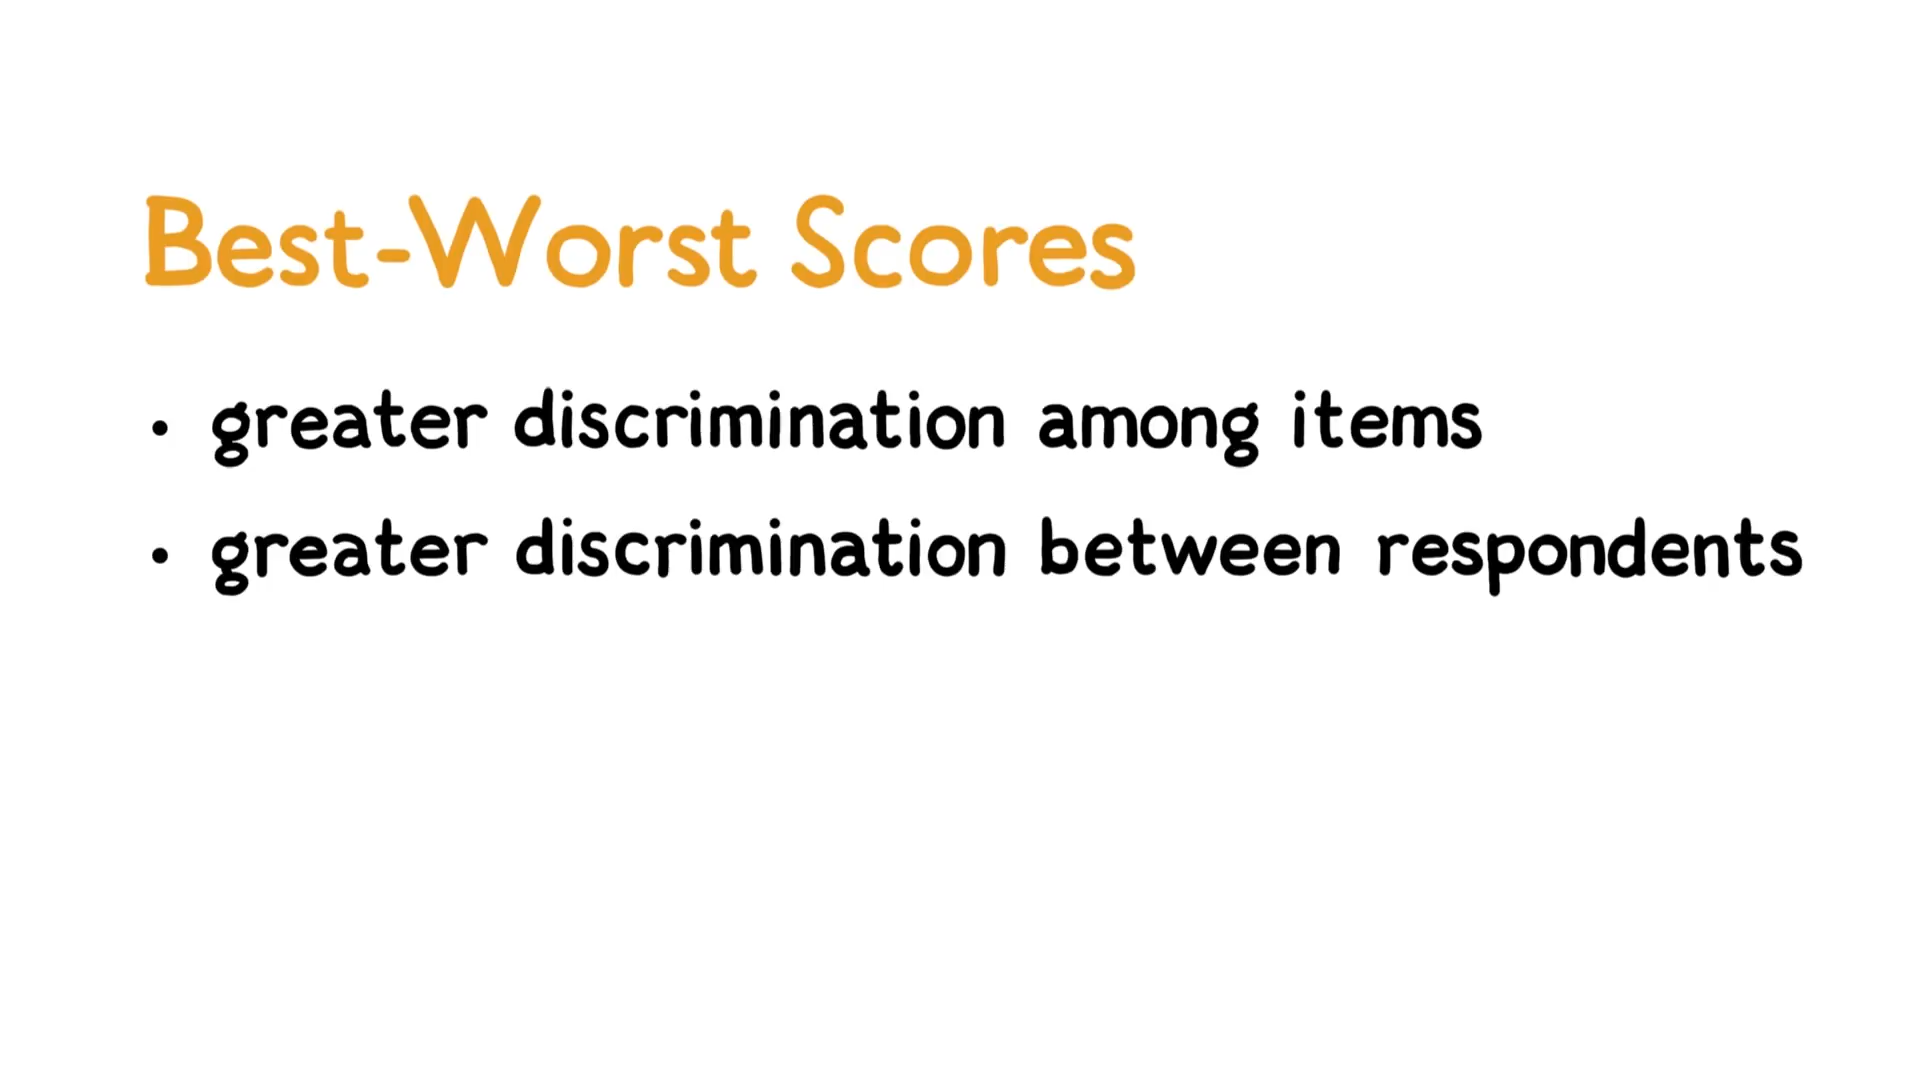 Best-Worst Scores
• greater discrimination among items
• greater discrimination between respondents